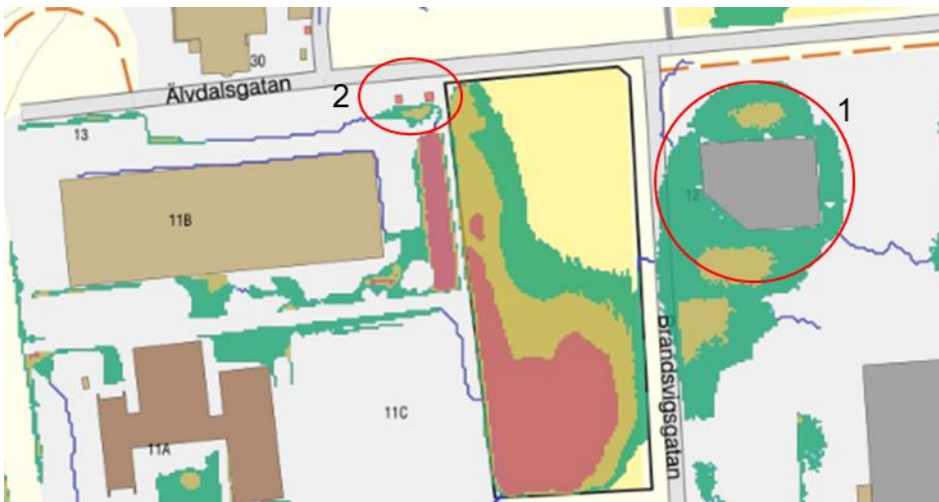 30
Älvdalsgatan
2
1
13
12
11B
Brandsvigsgatan
11C
11A